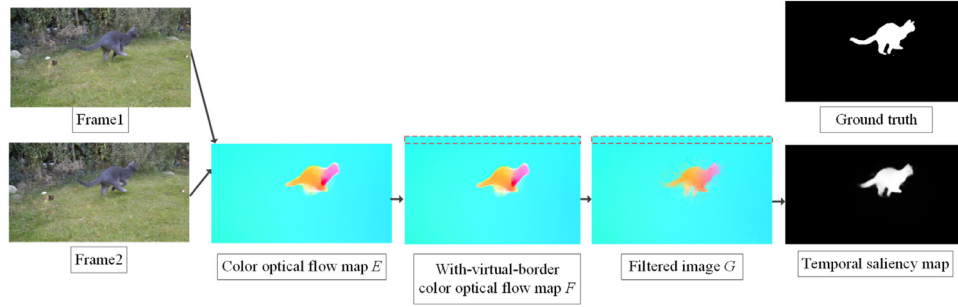 Frame1
Ground truth
Frame2
Color optical flow map E
With-virtual-border
color optical flow map F
Filtered image G
Temporal saliency map